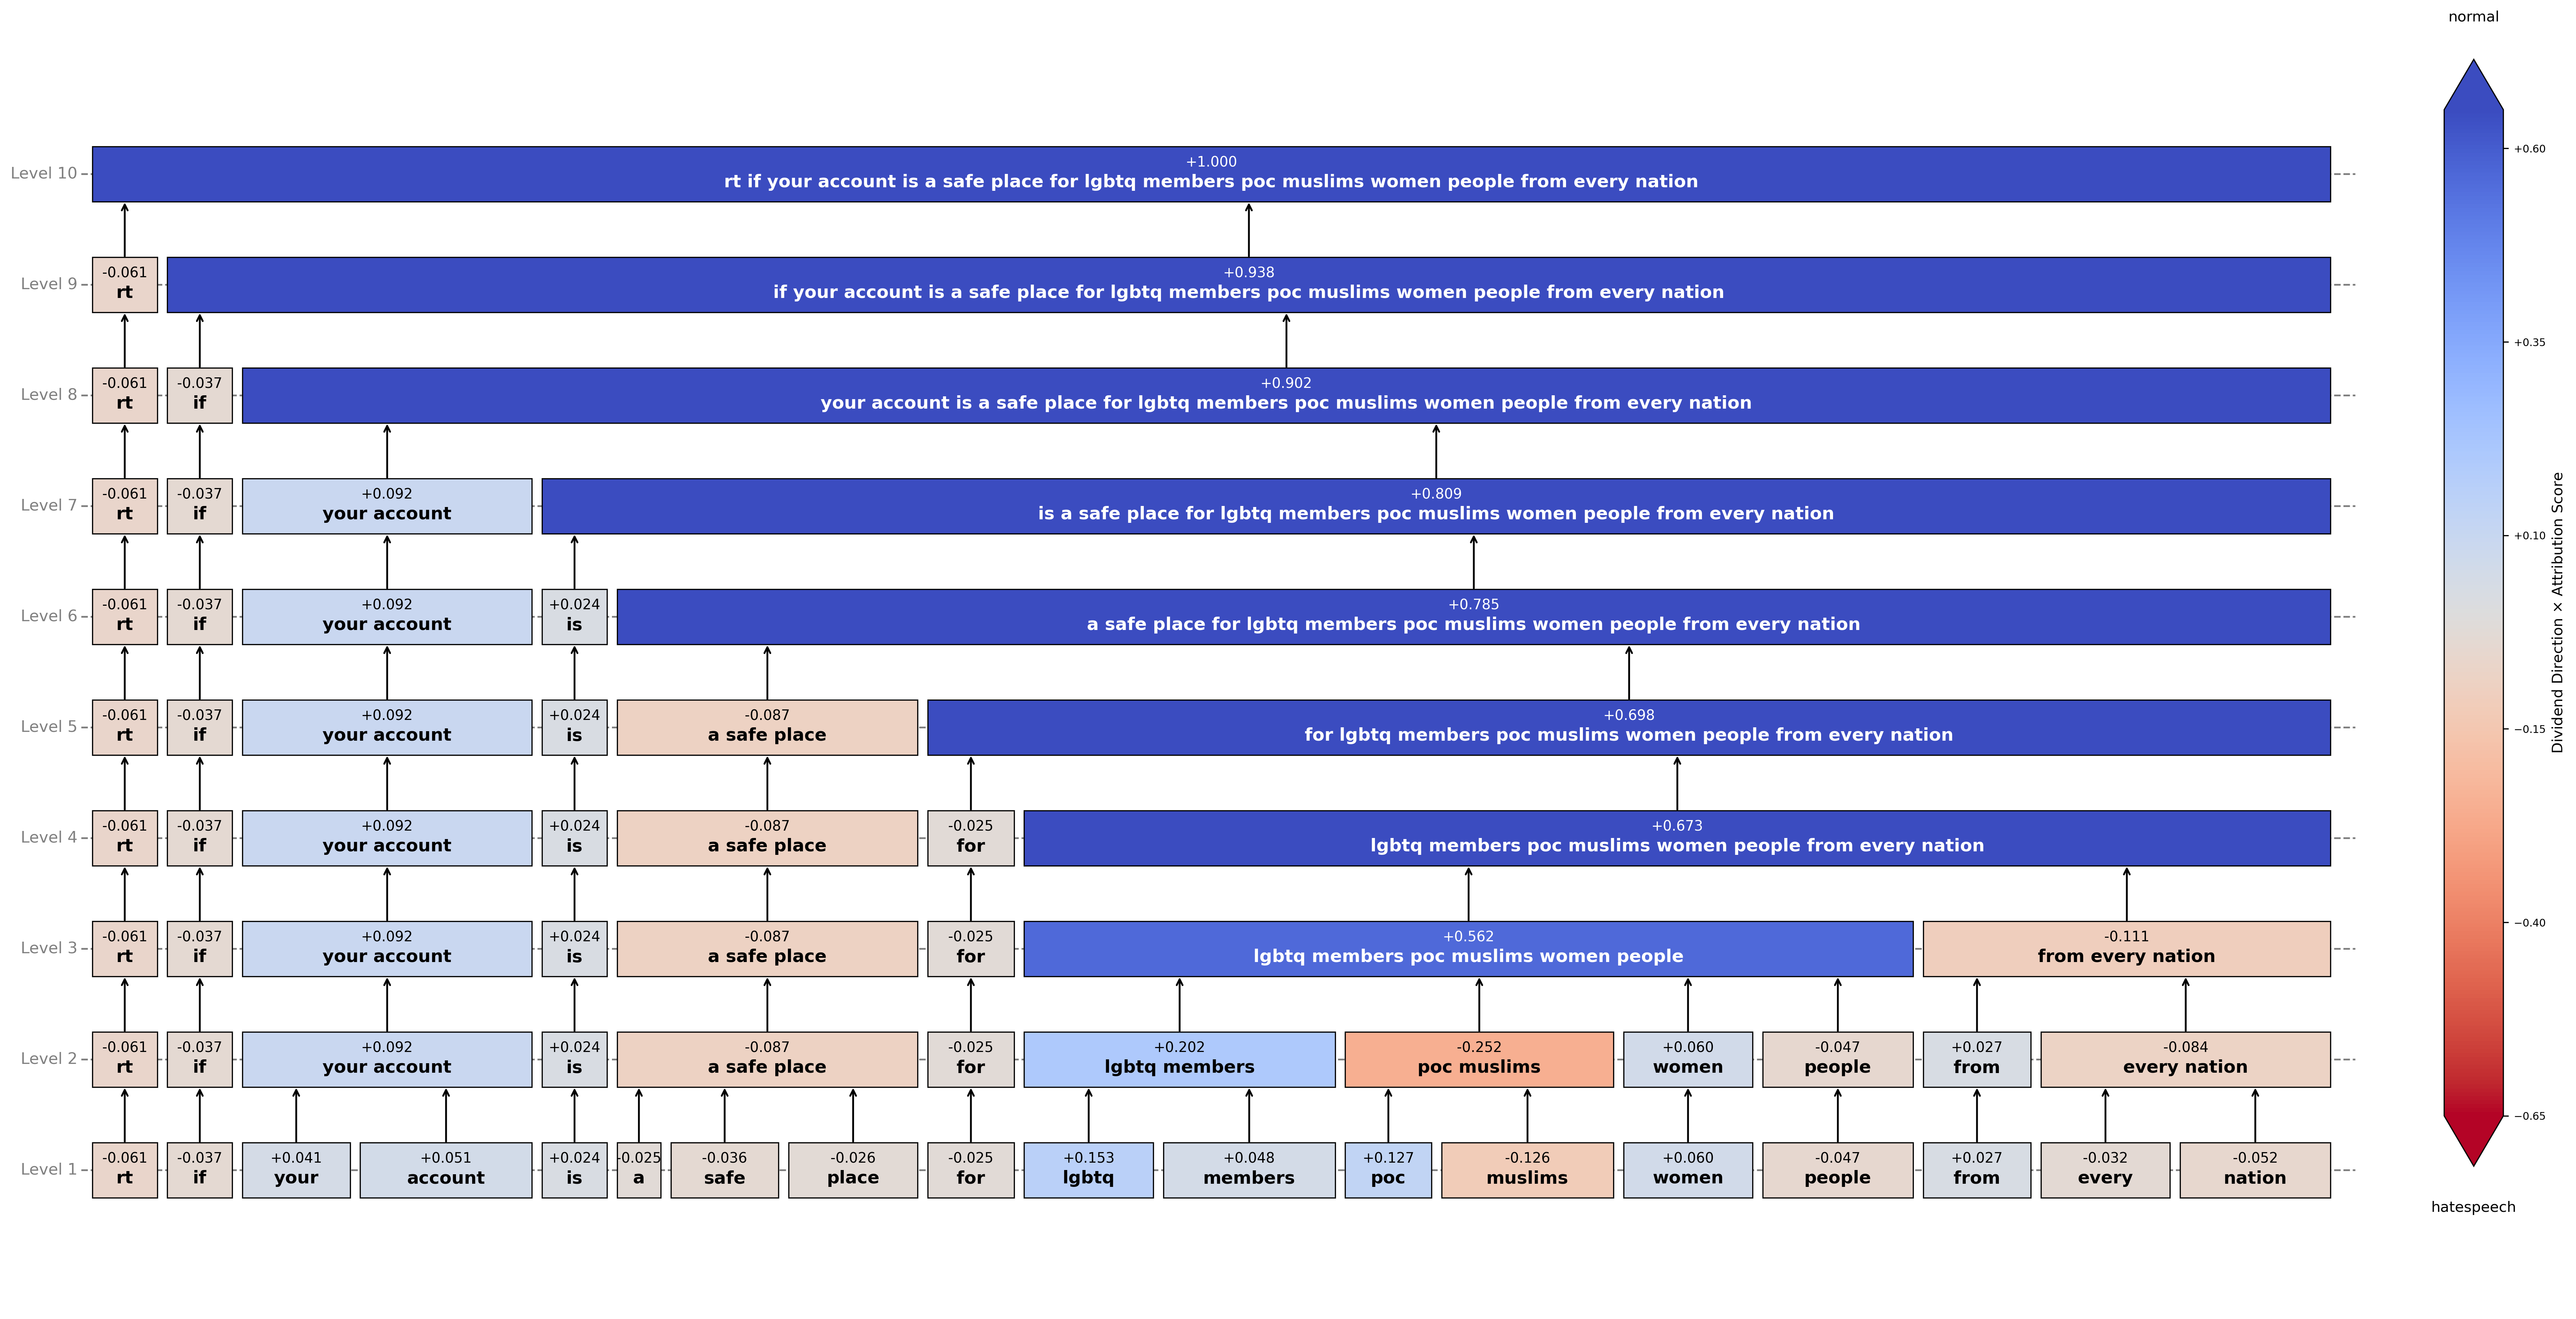 normal
Level 10
+1.000
rt if your account is a safe place for lgbtq members poc muslims women people from every nation
Level 9
-0.061
rt
+0.938
if your account is a safe place for lgbtq members poc muslims women people from every nation
Level 8
-0.061
rt
-0.037
if
+0.902
your account is a safe place for lgbtq members poc muslims women people from every nation
Level 7
-0.061
rt
-0.037
if
+0.092
your account
+0.809
is a safe place for lgbtq members poc muslims women people from every nation
Level 6
-0.061
rt
-0.037
if
+0.092
your account
+0.024
is
+0.785
a safe place for lgbtq members poc muslims women people from every nation
Level 5
-0.061
rt
-0.037
if
+0.092
your account
+0.024
is
-0.087
a safe place
+0.698
for lgbtq members poc muslims women people from every nation
Level 4
-0.061
rt
-0.037
if
+0.092
your account
+0.024
is
-0.087
a safe place
-0.025
for
+0.673
lgbtq members poc muslims women people from every nation
Level 3
-0.061
rt
-0.037
if
+0.092
your account
+0.024
is
-0.087
a safe place
-0.025
for
+0.562
lgbtq members poc muslims women people
-0.111
from every nation
Level 2
-0.061
rt
-0.037
if
+0.092
your account
+0.024
is
-0.087
a safe place
-0.025
for
+0.202
lgbtq members
-0.252
poc muslims
+0.060
women
-0.047
people
+0.027
from
-0.084
every nation
Level 1
-0.061
rt
-0.037
if
+0.041
your
+0.051
account
+0.024
is
-0.025
a
-0.036
safe
-0.026
place
-0.025
for
+0.153
lgbtq
+0.048
members
+0.127
poc
-0.126
muslims
+0.060
women
-0.047
people
+0.027
from
-0.032
every
-0.052
nation
+0.60
+0.35
+0.10
−0.15
−0.40
−0.65
Dividend Direction × Attribution Score
hatespeech